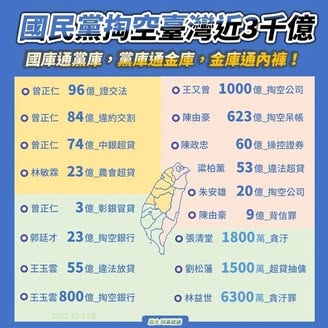 國民黨掏空臺灣近3千億
國庫通黨庫，黨庫通金庫，金庫通內褲！
曾正仁 96億_證交法
曾正仁 84億_違約交割
曾正仁 74億_中銀超貸
林敏霖 23億_農會超貸
曾正仁 3億_彰銀冒貸
郭廷才 23億_掏空銀行
王玉雲 55億_違法放貸
王玉雲 800億_掏空銀行
王又曾 1000億_掏空公司
陳由豪 623億_掏空呆帳
陳政忠 60億_操控證券
梁柏薰 53億_違法超貸
朱安雄 20億_掏空公司
陳由豪 9億_背信罪
張清堂 1800萬_貪汙
劉松藩 1500萬_超貸抽傭
林益世 6300萬_貪汙罪